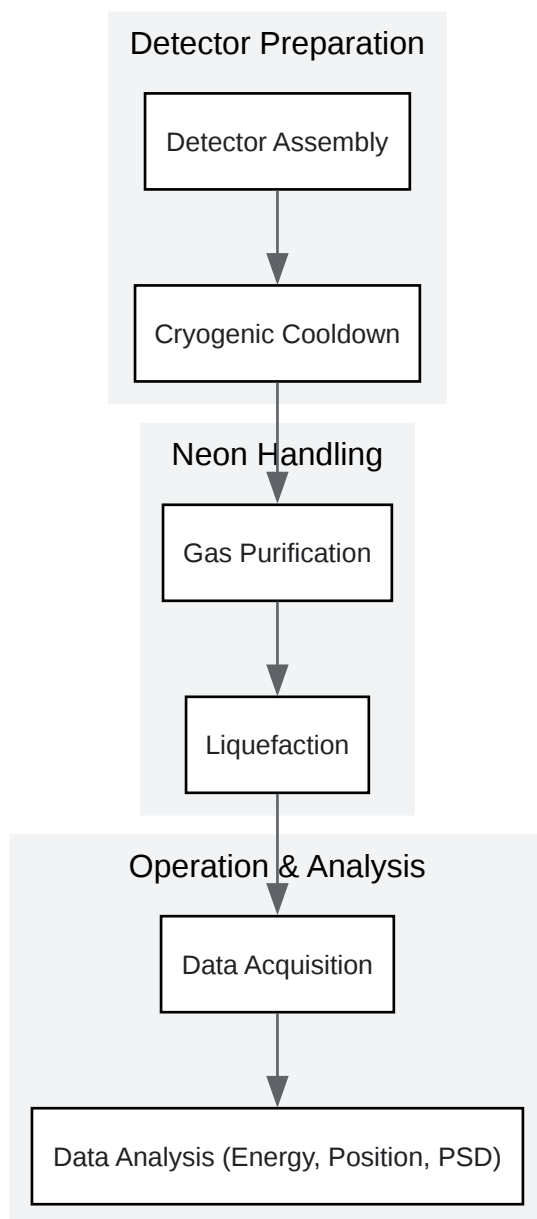 Detector Preparation
Detector Assembly
Cryogenic Cooldown
Neon Handling
Gas Purification
Liquefaction
Operation & Analysis
Data Acquisition
Data Analysis (Energy, Position, PSD)